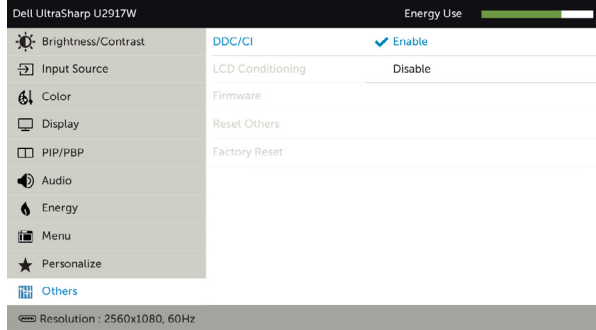 Dell UltraSharp U2917W Energy Use
Brightness/Contrast DDC/CI Enable
Input Source LCD Conditioning Disable
Color Firmware
Display Reset Others
PIP/PBP Factory Reset
Audio
Energy
Menu
Personalize
Others
Resolution : 2560x1080, 60Hz